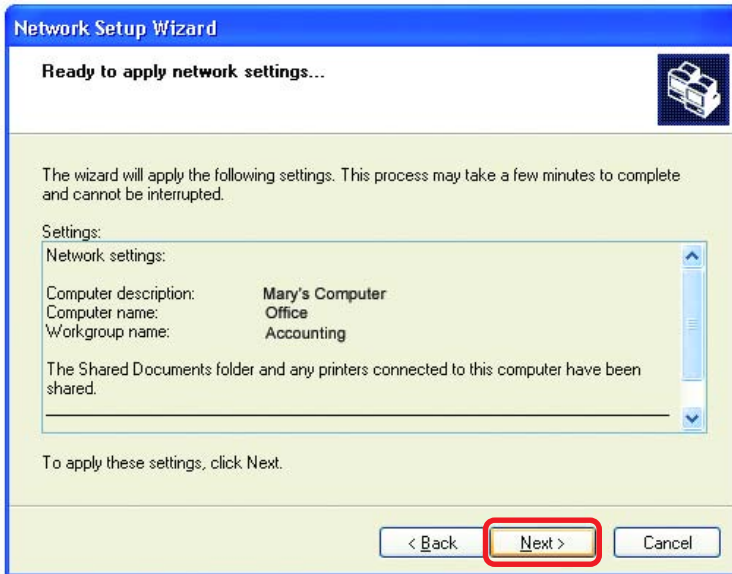 Network Setup Wizard
Ready to apply network settings...
The wizard will apply the following settings. This process may take a few minutes to complete
and cannot be interrupted.
Settings:
Network settings:
Computer description: Mary's Computer
Computer name: Office
Workgroup name: Accounting
The Shared Documents folder and any printers connected to this computer have been
shared.
To apply these settings, click Next.
< Back Next > Cancel